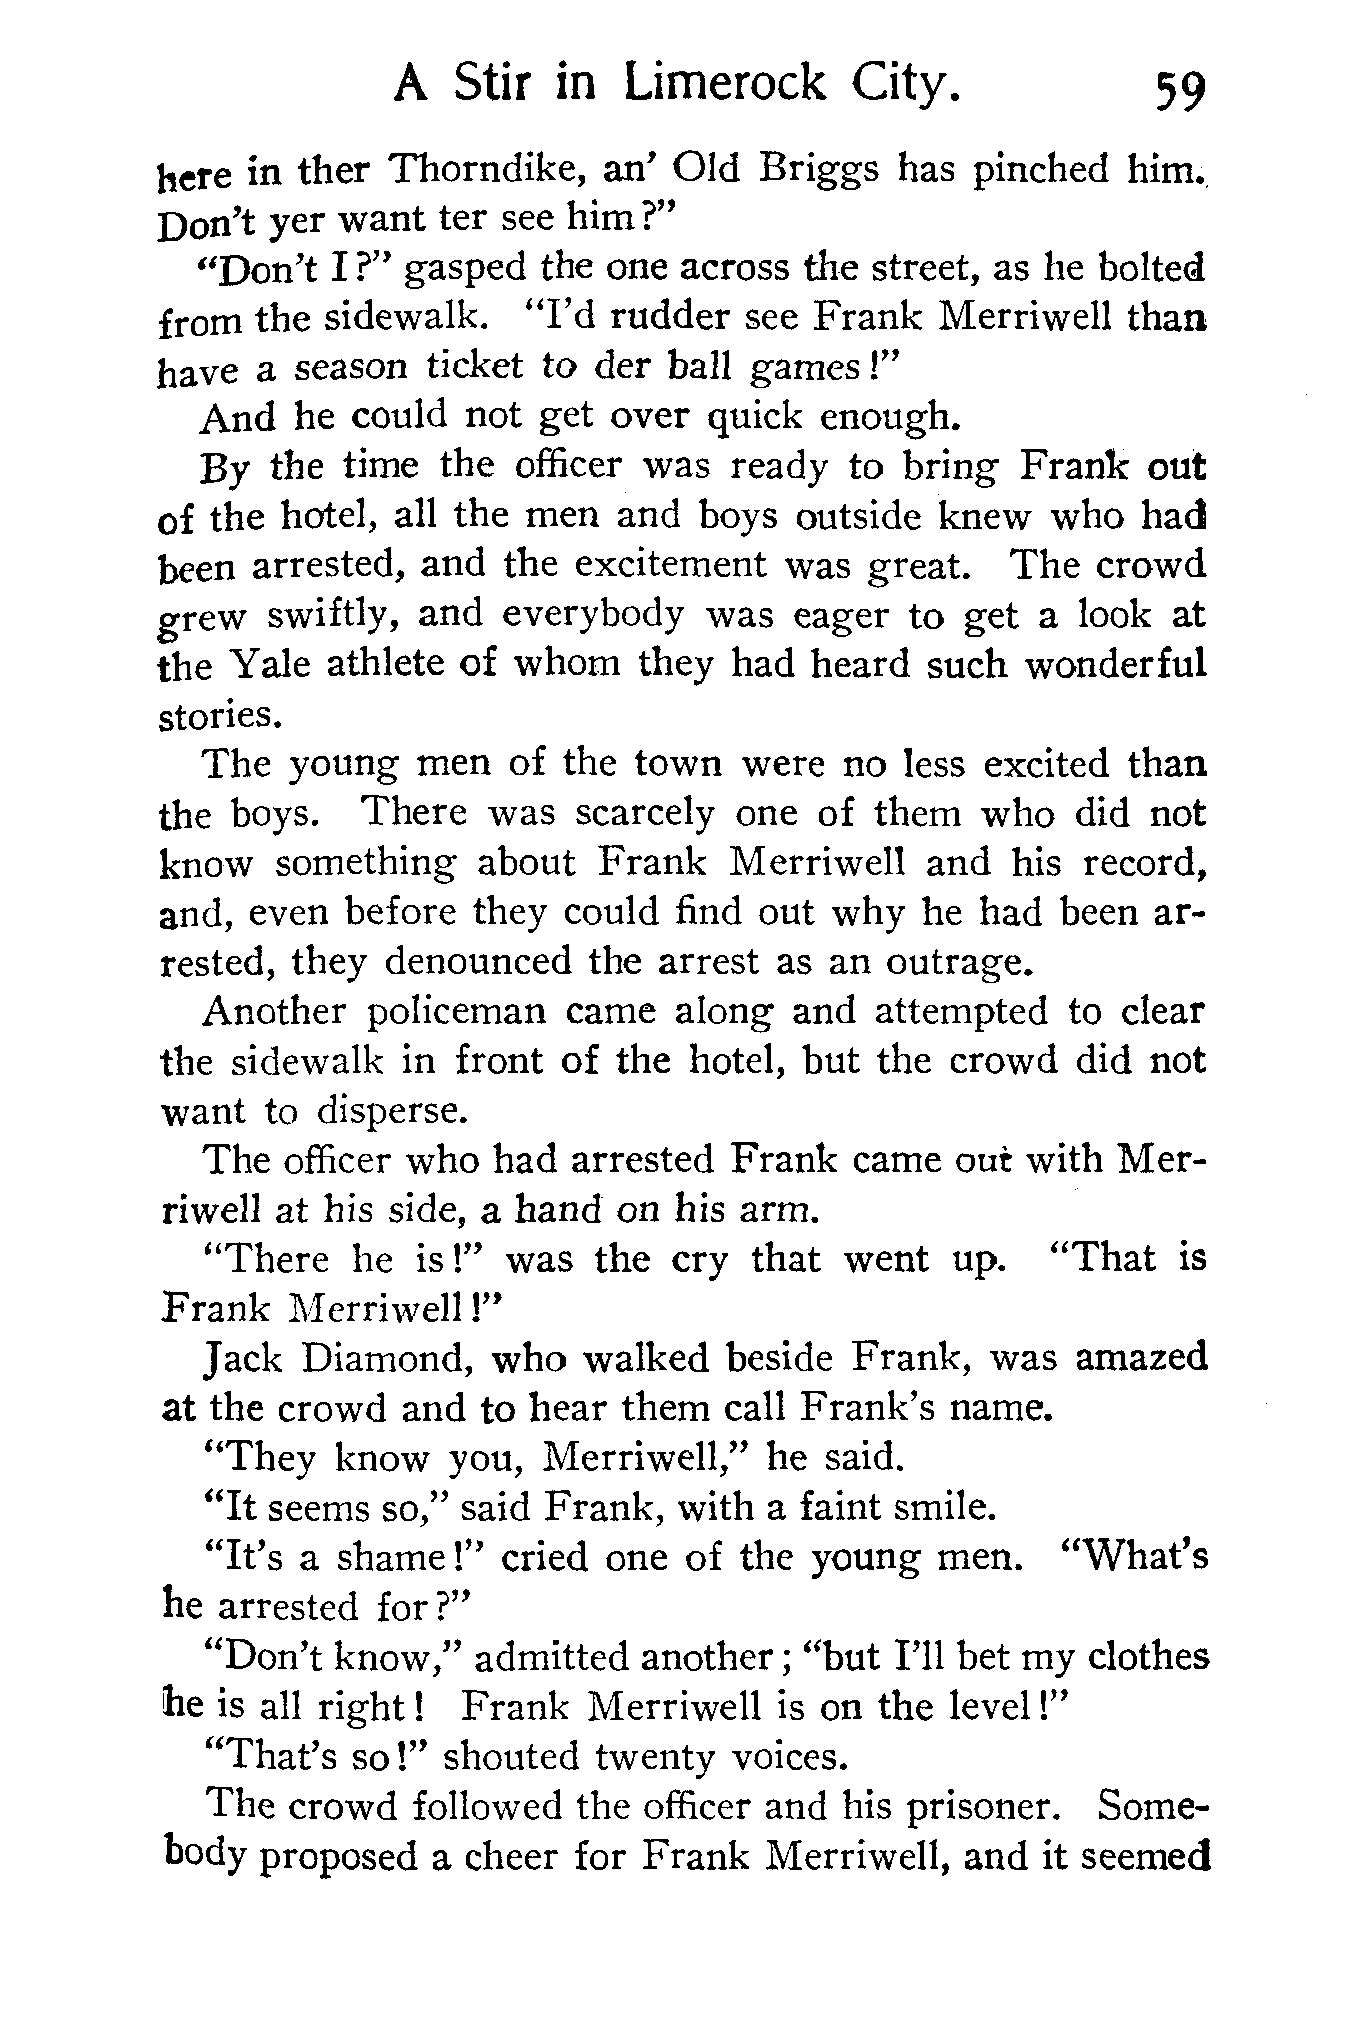 A Stir in Limerock City. 59
here in ther Thorndike, an' Old Briggs has pinched him.
Don't yer want ter see him?"
"Don't I?" gasped the one across the street, as he bolted
from the sidewalk. "I'd rudder see Frank Merriwell than
have a season ticket to der ball games!"
And he could not get over quick enough.
By the time the officer was ready to bring Frank out
of the hotel, all the men and boys outside knew who had
been arrested, and the excitement was great. The crowd
grew swiftly, and everybody was eager to get a look at
the Yale athlete of whom they had heard such wonderful
stories.
The young men of the town were no less excited than
the boys. There was scarcely one of them who did not
know something about Frank Merriwell and his record,
and, even before they could find out why he had been ar-
rested, they denounced the arrest as an outrage.
Another policeman came along and attempted to clear
the sidewalk in front of the hotel, but the crowd did not
want to disperse.
The officer who had arrested Frank came out with Mer-
riwell at his side, a hand on his arm.
"There he is!" was the cry that went up. "That is
Frank Merriwell!"
Jack Diamond, who walked beside Frank, was amazed
at the crowd and to hear them call Frank's name.
"They know you, Merriwell," he said.
"It seems so," said Frank, with a faint smile.
"It's a shame!" cried one of the young men. "What's
he arrested for?"
"Don't know," admitted another; "but I'll bet my clothes
he is all right! Frank Merriwell is on the level!"
"That's so!" shouted twenty voices.
The crowd followed the officer and his prisoner. Some-
body proposed a cheer for Frank Merriwell, and it seemed